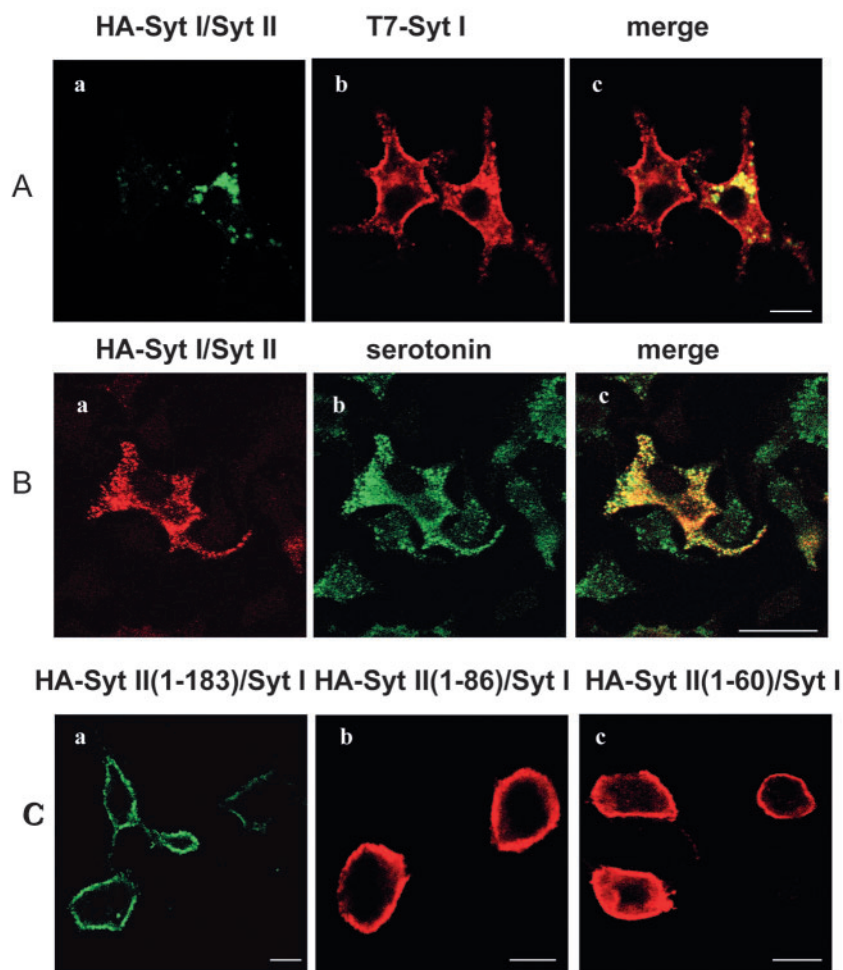 HA-Syt I/Syt II T7-Syt I merge
A a b c
HA-Syt I/Syt II serotonin merge
B a b c
HA-Syt II(1-183)/Syt I HA-Syt II(1-86)/Syt I HA-Syt II(1-60)/Syt I
C a b c